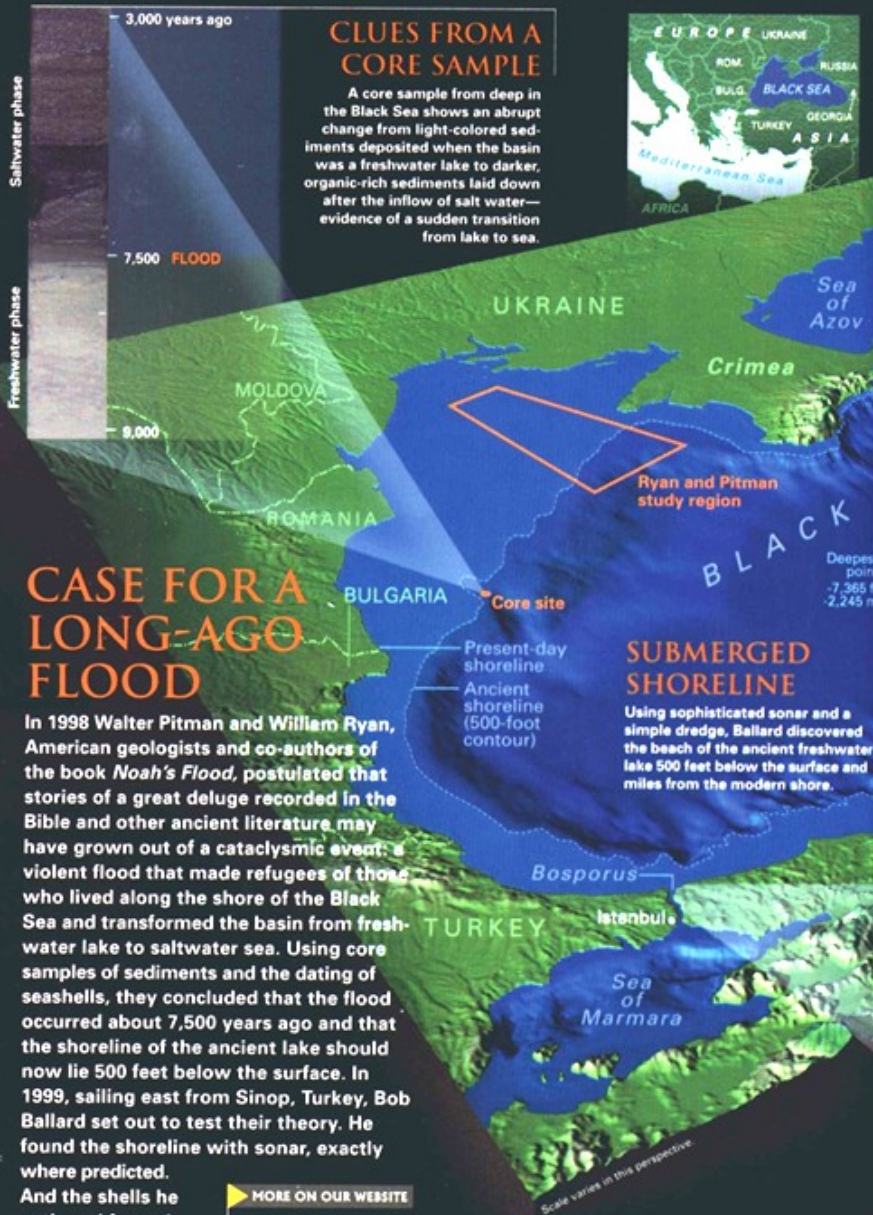 3,000 years ago
Saltwater phase
7,500 FLOOD
Freshwater phase
9,000
CLUES FROM A
CORE SAMPLE
A core sample from deep in
the Black Sea shows an abrupt
change from light-colored sed-
iments deposited when the basin
was a freshwater lake to darker,
organic-rich sediments laid down
after the inflow of salt water—
evidence of a sudden transition
from lake to sea.
EUROPE
UKRAINE
ROM.
RUSSIA
BULG.
BLACK SEA
GEORGIA
TURKEY
ASIA
Mediterranean Sea
AFRICA
UKRAINE
Sea
of
Azov
Crimea
MOLDOVA
Ryan and Pitman
study region
ROMANIA
BLACK
Deepes
poin
-7,365 f
-2,245 m
BULGARIA
Core site
Present-day
shoreline
Ancient
shoreline
(500-foot
contour)
SUBMERGED
SHORELINE
Using sophisticated sonar and a
simple dredge, Ballard discovered
the beach of the ancient freshwater
lake 500 feet below the surface and
miles from the modern shore.
CASE FOR A
LONG-AGO
FLOOD
In 1998 Walter Pitman and William Ryan,
American geologists and co-authors of
the book Noah's Flood, postulated that
stories of a great deluge recorded in the
Bible and other ancient literature may
have grown out of a cataclysmic event: a
violent flood that made refugees of those
who lived along the shore of the Black
Sea and transformed the basin from fresh-
water lake to saltwater sea. Using core
samples of sediments and the dating of
seashells, they concluded that the flood
occurred about 7,500 years ago and that
the shoreline of the ancient lake should
now lie 500 feet below the surface. In
1999, sailing east from Sinop, Turkey, Bob
Ballard set out to test their theory. He
found the shoreline with sonar, exactly
where predicted.
And the shells he
MORE ON OUR WEBSITE
Bosporus
Istanbul
TURKEY
Sea
of
Marmara
Scale varies in this perspective.